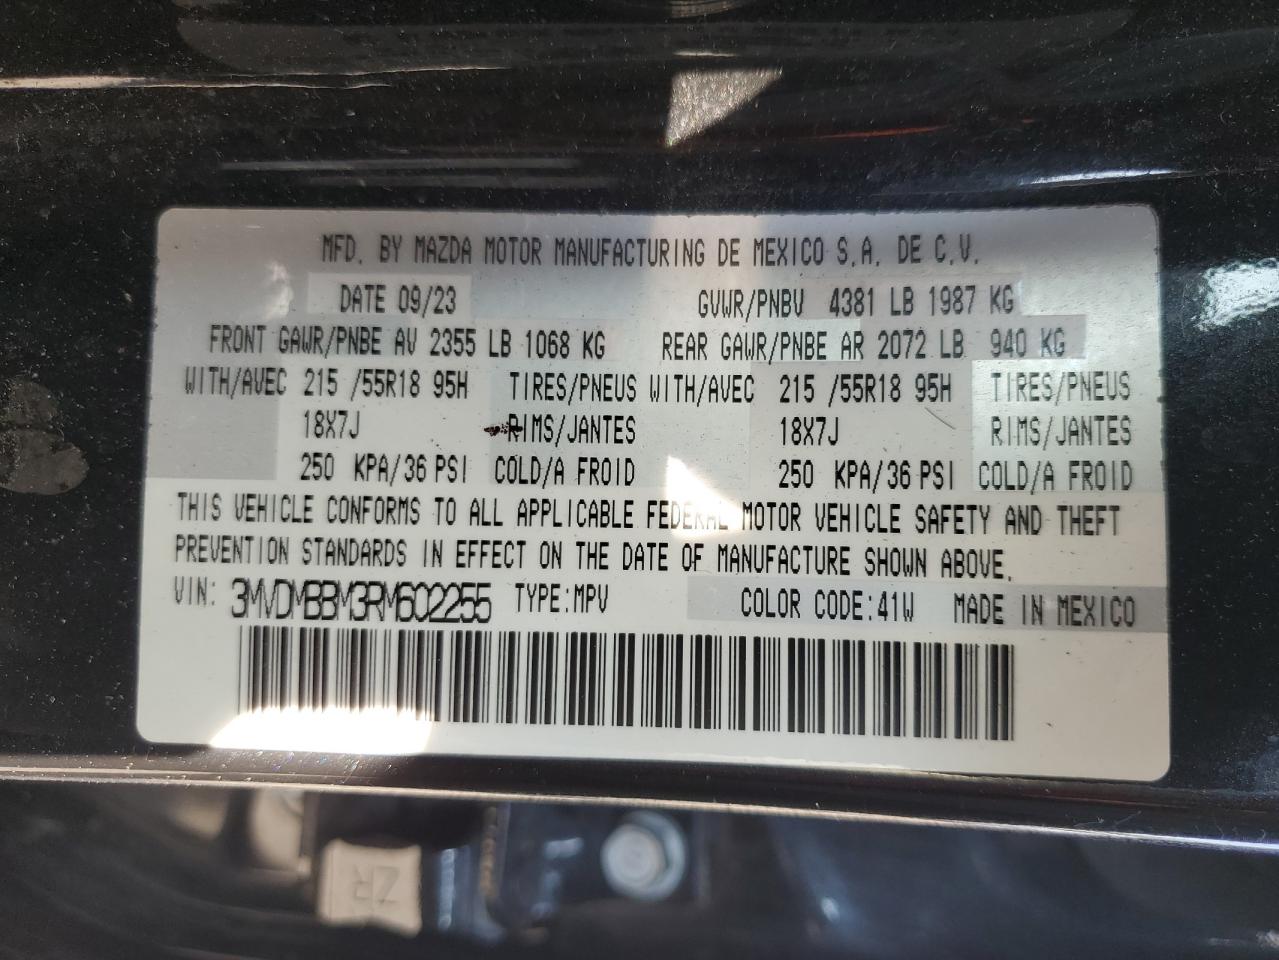 MFD. BY MAZDA MOTOR MANUFACTURING DE MEXICO S.A. DE C.V.
DATE 09/23 GVWR/PNBV 4381 LB 1987 KG
FRONT GAWR/PNBE AV 2355 LB 1068 KG REAR GAWR/PNBE AR 2072 LB 940 KG
WITH/AVEC 215 /55R18 95H TIRES/PNEUS WITH/AVEC 215 /55R18 95H TIRES/PNEUS
18X7J RIMS/JANTES 18X7J RIMS/JANTES
250 KPA/36 PSI COLD/A FROID 250 KPA/36 PSI COLD/A FROID
THIS VEHICLE CONFORMS TO ALL APPLICABLE FEDERAL MOTOR VEHICLE SAFETY AND THEFT
PREVENTION STANDARDS IN EFFECT ON THE DATE OF MANUFACTURE SHOWN ABOVE.
VIN: 3MVDMBBM3RM602255 TYPE:MPV COLOR CODE:41W MADE IN MEXICO
ZR